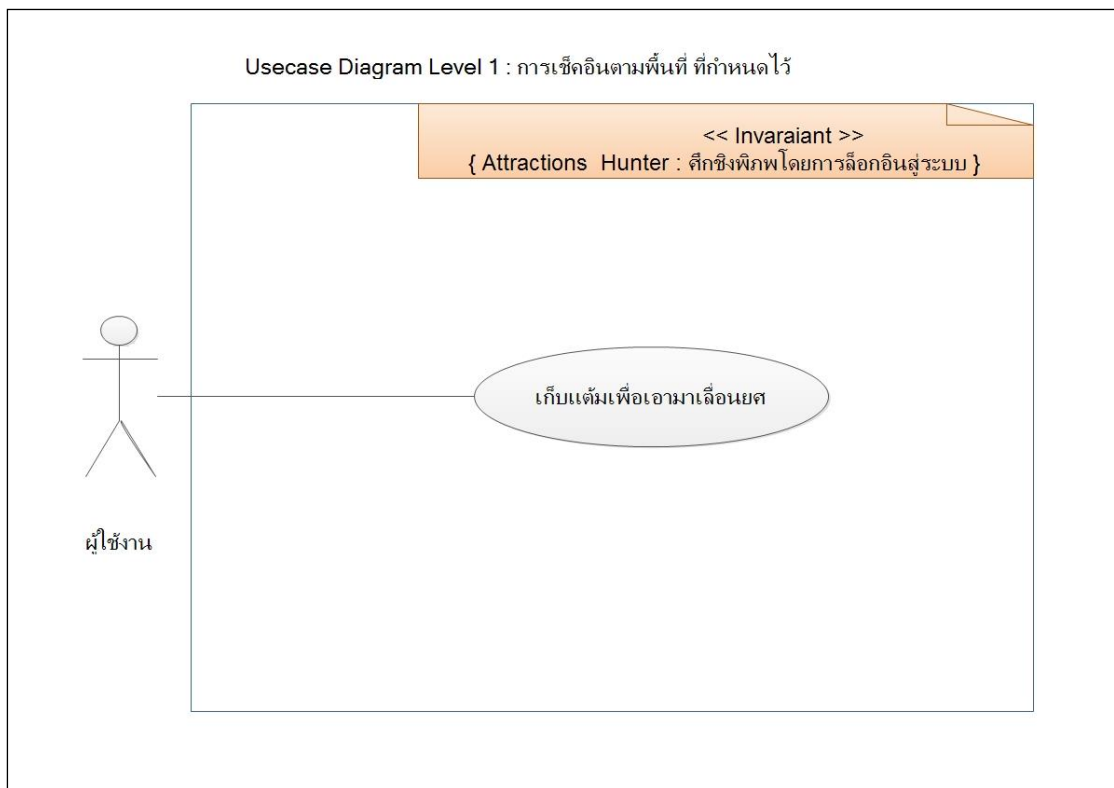 Usecase Diagram Level 1 : การเช็คอินตามพื้นที่ ที่กำหนดไว้
<< Invaraiant >>
{ Attractions Hunter : ศึกชิงพิภพโดยการล็อกอินสู่ระบบ }
เก็บแต้มเพื่อเอามาเลื่อนยศ
ผู้ใช้งาน